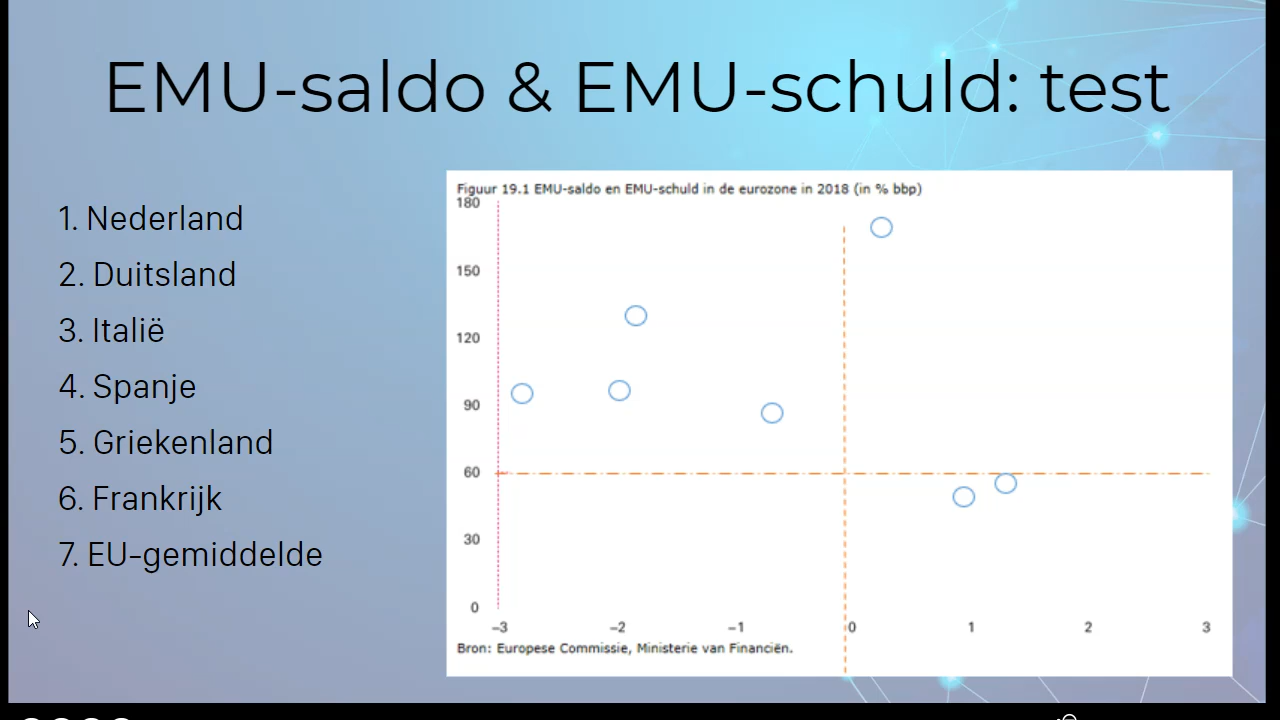 EMU-saldo & EMU-schuld: test
1. Nederland
2. Duitsland
3. Italië
4. Spanje
5. Griekenland
6. Frankrijk
7. EU-gemiddelde
Figuur 19.1 EMU-saldo en EMU-schuld in de eurozone in 2018 (in % bbp)
180
150
120
90
60
30
0
−3 −2 −1 0 1 2 3
Bron: Europese Commissie, Ministerie van Financiën.